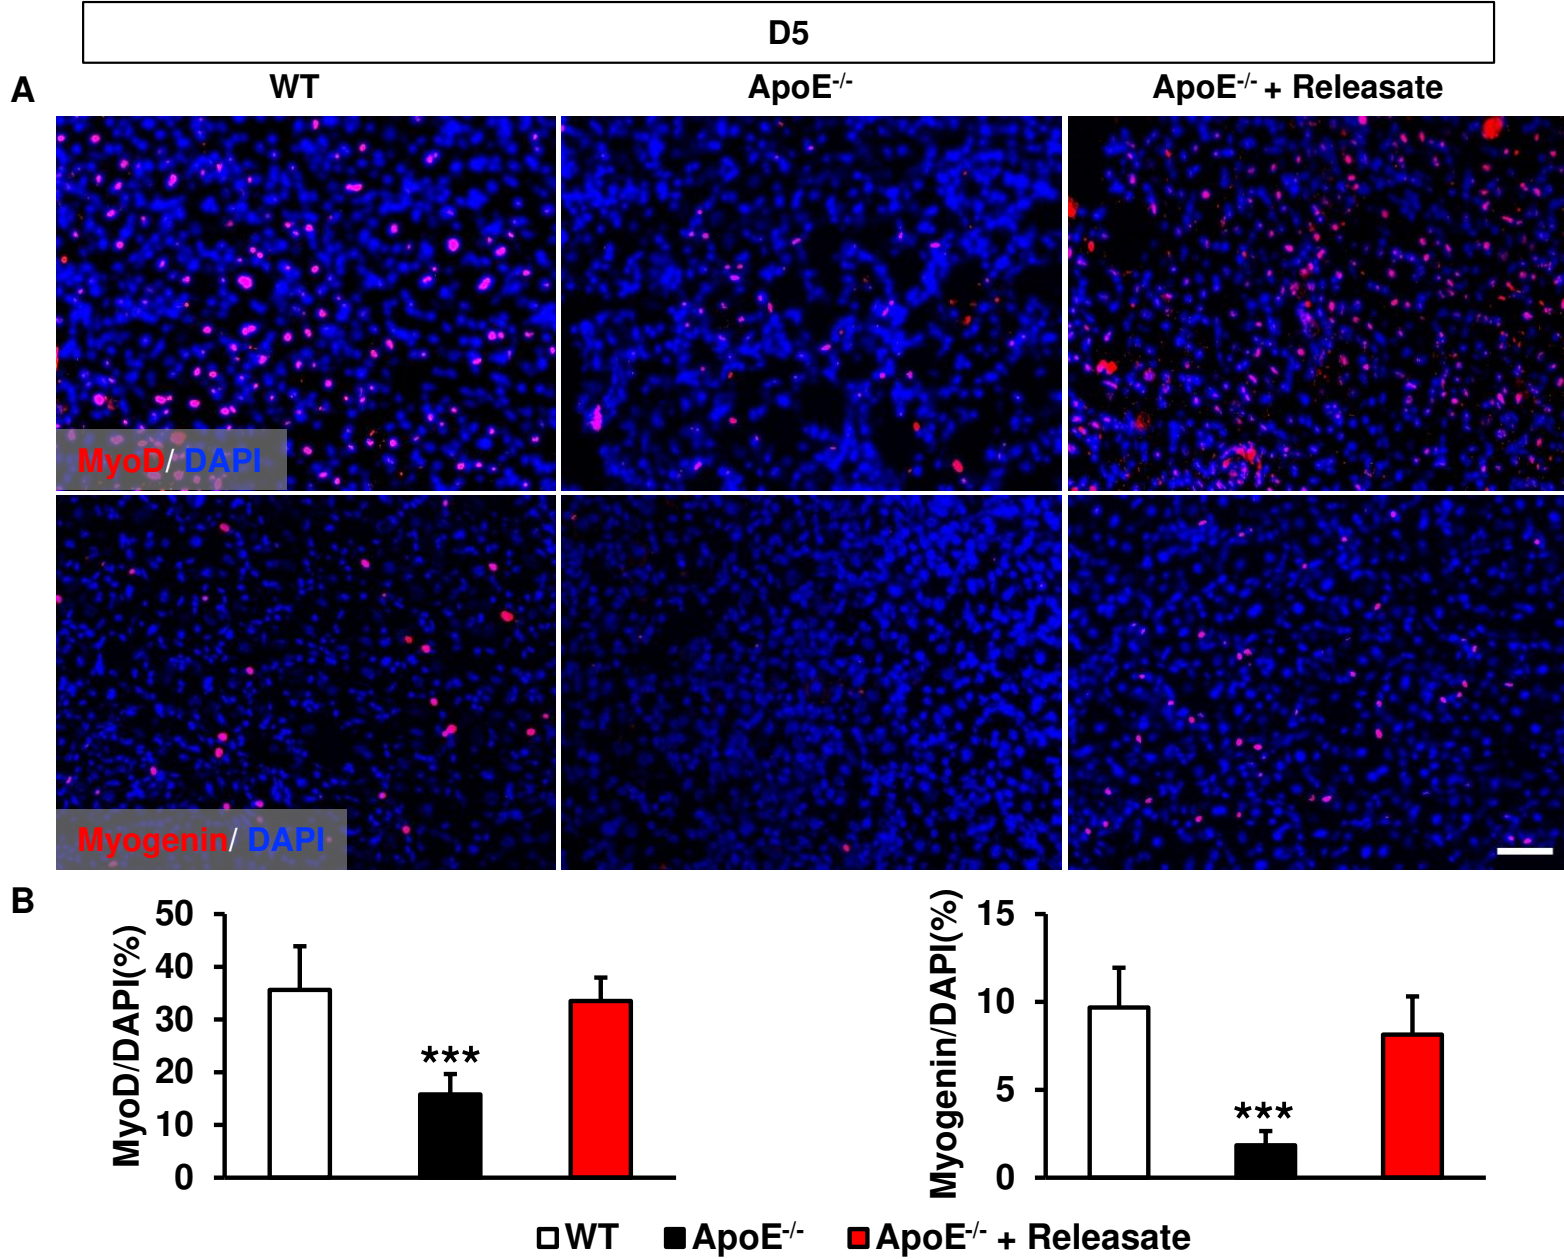 D5
A
WT
ApoE-/-
ApoE-/- + Releasate
MyoD/ DAPI
Myogenin/ DAPI
B
MyoD/DAPI(%)
50
40
30
20
10
0
***
Myogenin/DAPI(%)
15
10
5
0
***
WT
ApoE-/-
ApoE-/- + Releasate